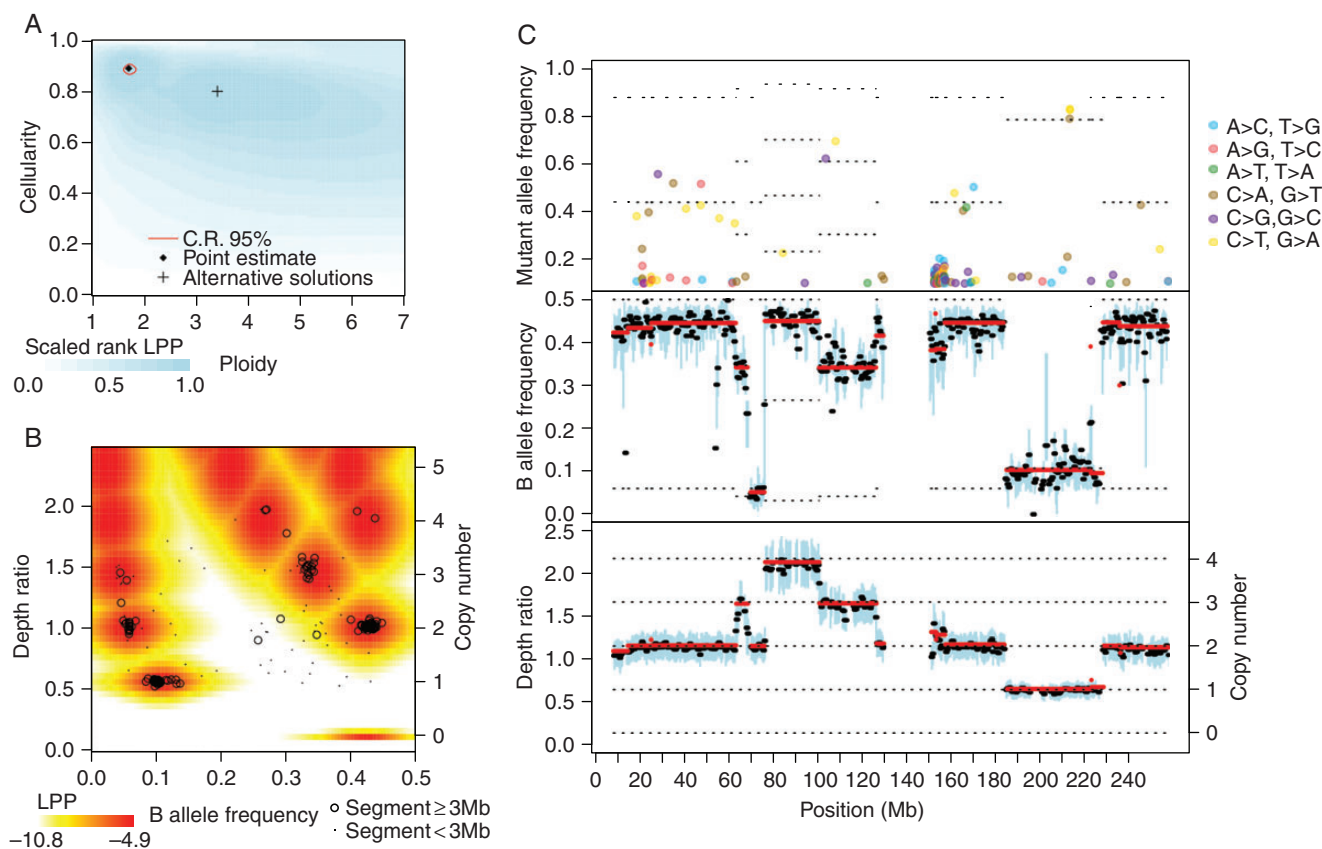 A
1.0
0.8
0.6
0.4
0.2
0.0
Cellularity
C.R. 95%
Point estimate
Alternative solutions
1 2 3 4 5 6 7
Scaled rank LPP
0.0 0.5 1.0
Ploidy
B
2.0
1.5
1.0
0.5
0.0
Depth ratio
5
4
3
2
1
0
Copy number
0.0 0.1 0.2 0.3 0.4 0.5
LPP
−10.8 −4.9
B allele frequency
Segment ≥ 3Mb
Segment < 3Mb
C
1.0
0.8
0.6
0.4
0.2
Mutant allele frequency
A>C, T>G
A>G, T>C
A>T, T>A
C>A, G>T
C>G,G>C
C>T, G>A
0.5
0.4
0.3
0.2
0.1
0.0
B allele frequency
2.5
2.0
1.5
1.0
0.5
0.0
Depth ratio
4
3
2
1
0
Copy number
0 20 40 60 80 100 120 140 160 180 200 220 240
Position (Mb)